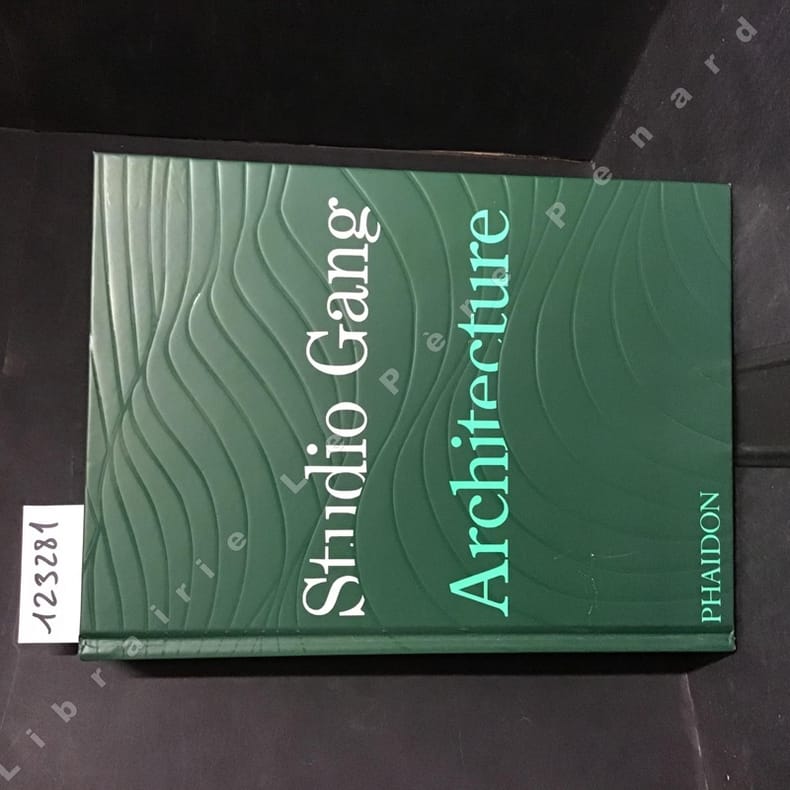 Studio Gang
Architecture
PHAIDON
123281
Librairie Le Père Pénard